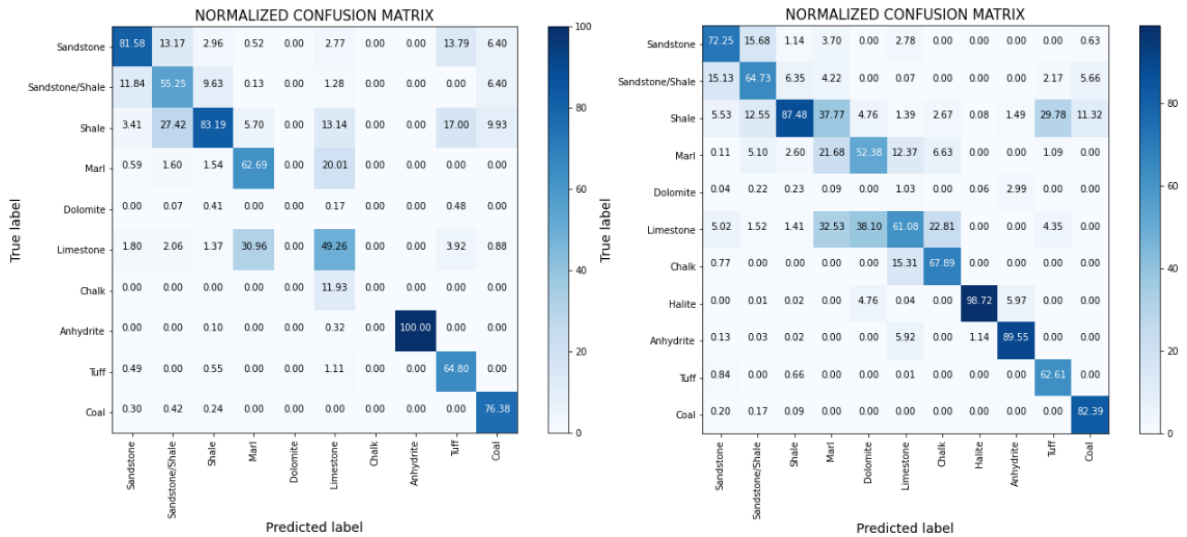 NORMALIZED CONFUSION MATRIX
True label
Sandstone 81.58 13.17 2.96 0.52 0.00 2.77 0.00 0.00 13.79 6.40
Sandstone/Shale 11.84 55.25 9.63 0.13 0.00 1.28 0.00 0.00 0.00 6.40
Shale 3.41 27.42 83.19 5.70 0.00 13.14 0.00 0.00 17.00 9.93
Marl 0.59 1.60 1.54 62.69 0.00 20.01 0.00 0.00 0.00 0.00
Dolomite 0.00 0.07 0.41 0.00 0.00 0.17 0.00 0.00 0.48 0.00
Limestone 1.80 2.06 1.37 30.96 0.00 49.26 0.00 0.00 3.92 0.88
Chalk 0.00 0.00 0.00 0.00 0.00 11.93 0.00 0.00 0.00 0.00
Anhydrite 0.00 0.00 0.10 0.00 0.00 0.32 0.00 100.00 0.00 0.00
Tuff 0.49 0.00 0.55 0.00 0.00 1.11 0.00 0.00 64.80 0.00
Coal 0.30 0.42 0.24 0.00 0.00 0.00 0.00 0.00 0.00 76.38
Sandstone Sandstone/Shale Shale Marl Dolomite Limestone Chalk Anhydrite Tuff Coal
Predicted label
100
80
60
40
20
0
NORMALIZED CONFUSION MATRIX
True label
Sandstone 72.25 15.68 1.14 3.70 0.00 2.78 0.00 0.00 0.00 0.00 0.63
Sandstone/Shale 15.13 64.73 6.35 4.22 0.00 0.07 0.00 0.00 0.00 2.17 5.66
Shale 5.53 12.55 87.48 37.77 4.76 1.39 2.67 0.08 1.49 29.78 11.32
Marl 0.11 5.10 2.60 21.68 52.38 12.37 6.63 0.00 0.00 1.09 0.00
Dolomite 0.04 0.22 0.23 0.09 0.00 1.03 0.00 0.06 2.99 0.00 0.00
Limestone 5.02 1.52 1.41 32.53 38.10 61.08 22.81 0.00 0.00 4.35 0.00
Chalk 0.77 0.00 0.00 0.00 0.00 15.31 67.89 0.00 0.00 0.00 0.00
Halite 0.00 0.01 0.02 0.00 4.76 0.04 0.00 98.72 5.97 0.00 0.00
Anhydrite 0.13 0.03 0.02 0.00 0.00 5.92 0.00 1.14 89.55 0.00 0.00
Tuff 0.84 0.00 0.66 0.00 0.00 0.01 0.00 0.00 0.00 62.61 0.00
Coal 0.20 0.17 0.09 0.00 0.00 0.00 0.00 0.00 0.00 0.00 82.39
Sandstone Sandstone/Shale Shale Marl Dolomite Limestone Chalk Halite Anhydrite Tuff Coal
Predicted label
80
60
40
20
0